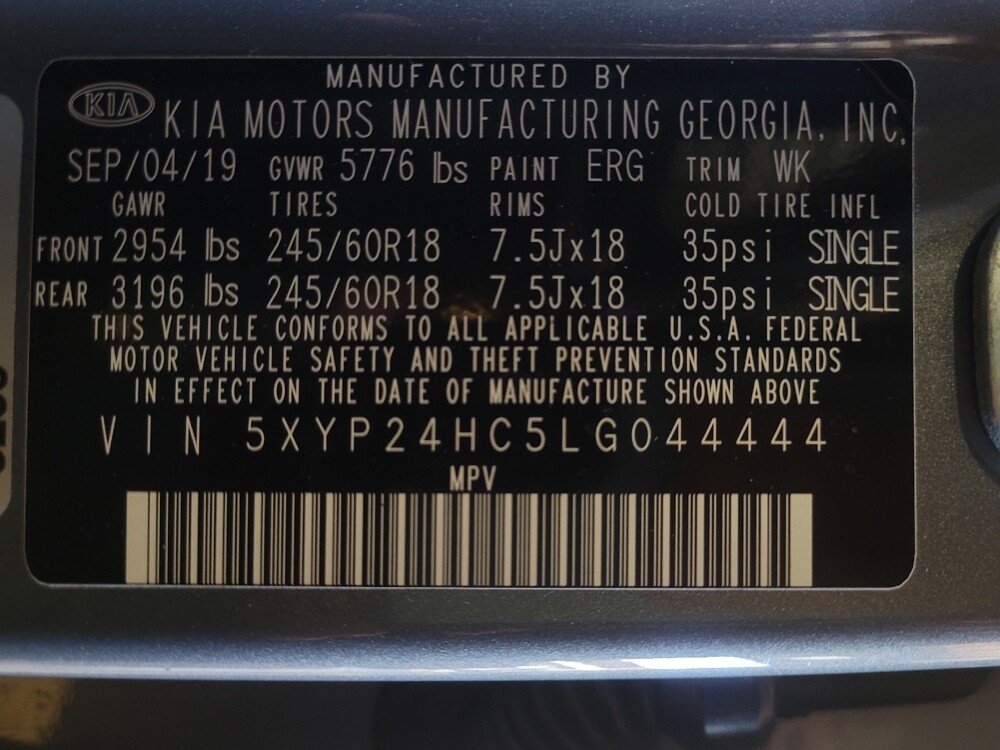 MANUFACTURED BY
KIA KIA MOTORS MANUFACTURING GEORGIA, INC.
SEP/04/19 GVWR 5776 lbs PAINT ERG TRIM WK
GAWR TIRES RIMS COLD TIRE INFL
FRONT 2954 lbs 245/60R18 7.5Jx18 35psi SINGLE
REAR 3196 lbs 245/60R18 7.5Jx18 35psi SINGLE
THIS VEHICLE CONFORMS TO ALL APPLICABLE U.S.A. FEDERAL
MOTOR VEHICLE SAFETY AND THEFT PREVENTION STANDARDS
IN EFFECT ON THE DATE OF MANUFACTURE SHOWN ABOVE
VIN 5XYP24HC5LG044444
MPV